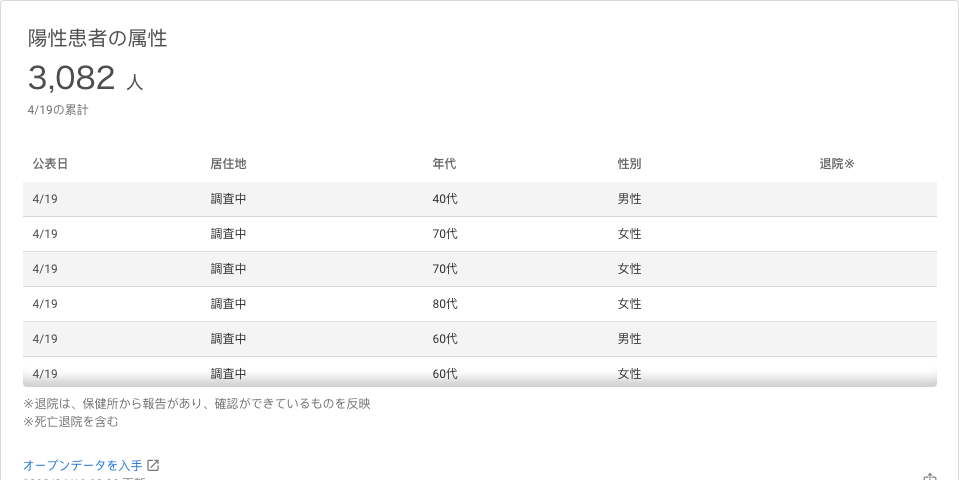 陽性患者の属性
3,082 人
4/19の累計
公表日 居住地 年代 性別 退院※
4/19 調査中 40代 男性
4/19 調査中 70代 女性
4/19 調査中 70代 女性
4/19 調査中 80代 女性
4/19 調査中 60代 男性
4/19 調査中 60代 女性
※退院は、保健所から報告があり、確認ができているものを反映
※死亡退院を含む
オープンデータを入手